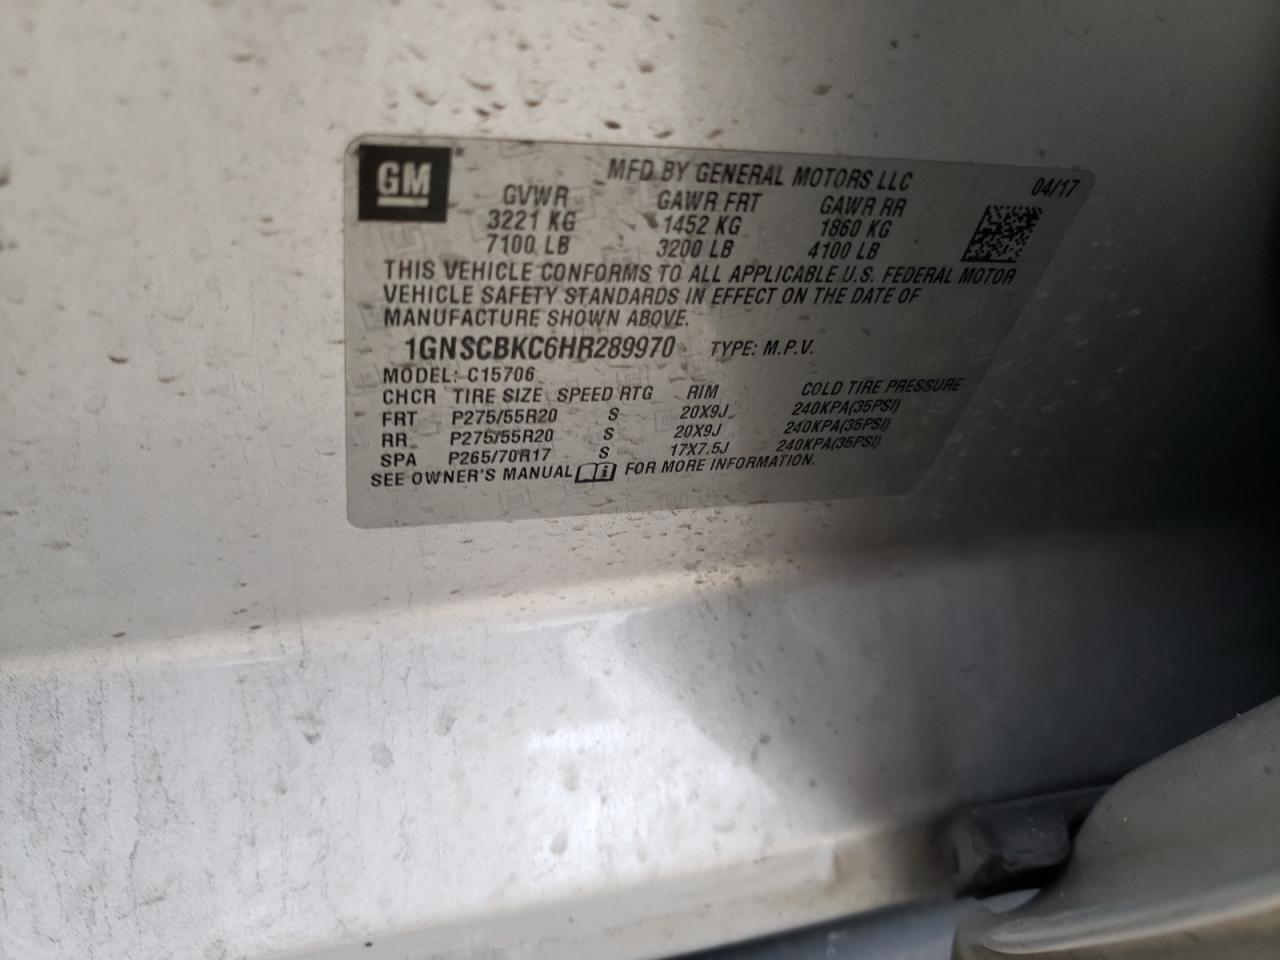 GM
MFD BY GENERAL MOTORS LLC
04/17
GVWR GAWR FRT GAWR RR
3221 KG 1452 KG 1860 KG
7100 LB 3200 LB 4100 LB
THIS VEHICLE CONFORMS TO ALL APPLICABLE U.S. FEDERAL MOTOR
VEHICLE SAFETY STANDARDS IN EFFECT ON THE DATE OF
MANUFACTURE SHOWN ABOVE.
1GNSCBKC6HR289970 TYPE: M.P.V.
MODEL: C15706
CHCR TIRE SIZE SPEED RTG RIM COLD TIRE PRESSURE
FRT P275/55R20 S 20X9J 240KPA(35PSI)
RR P275/55R20 S 20X9J 240KPA(35PSI)
SPA P265/70R17 S 17X7.5J 240KPA(35PSI)
SEE OWNER'S MANUAL FOR MORE INFORMATION.